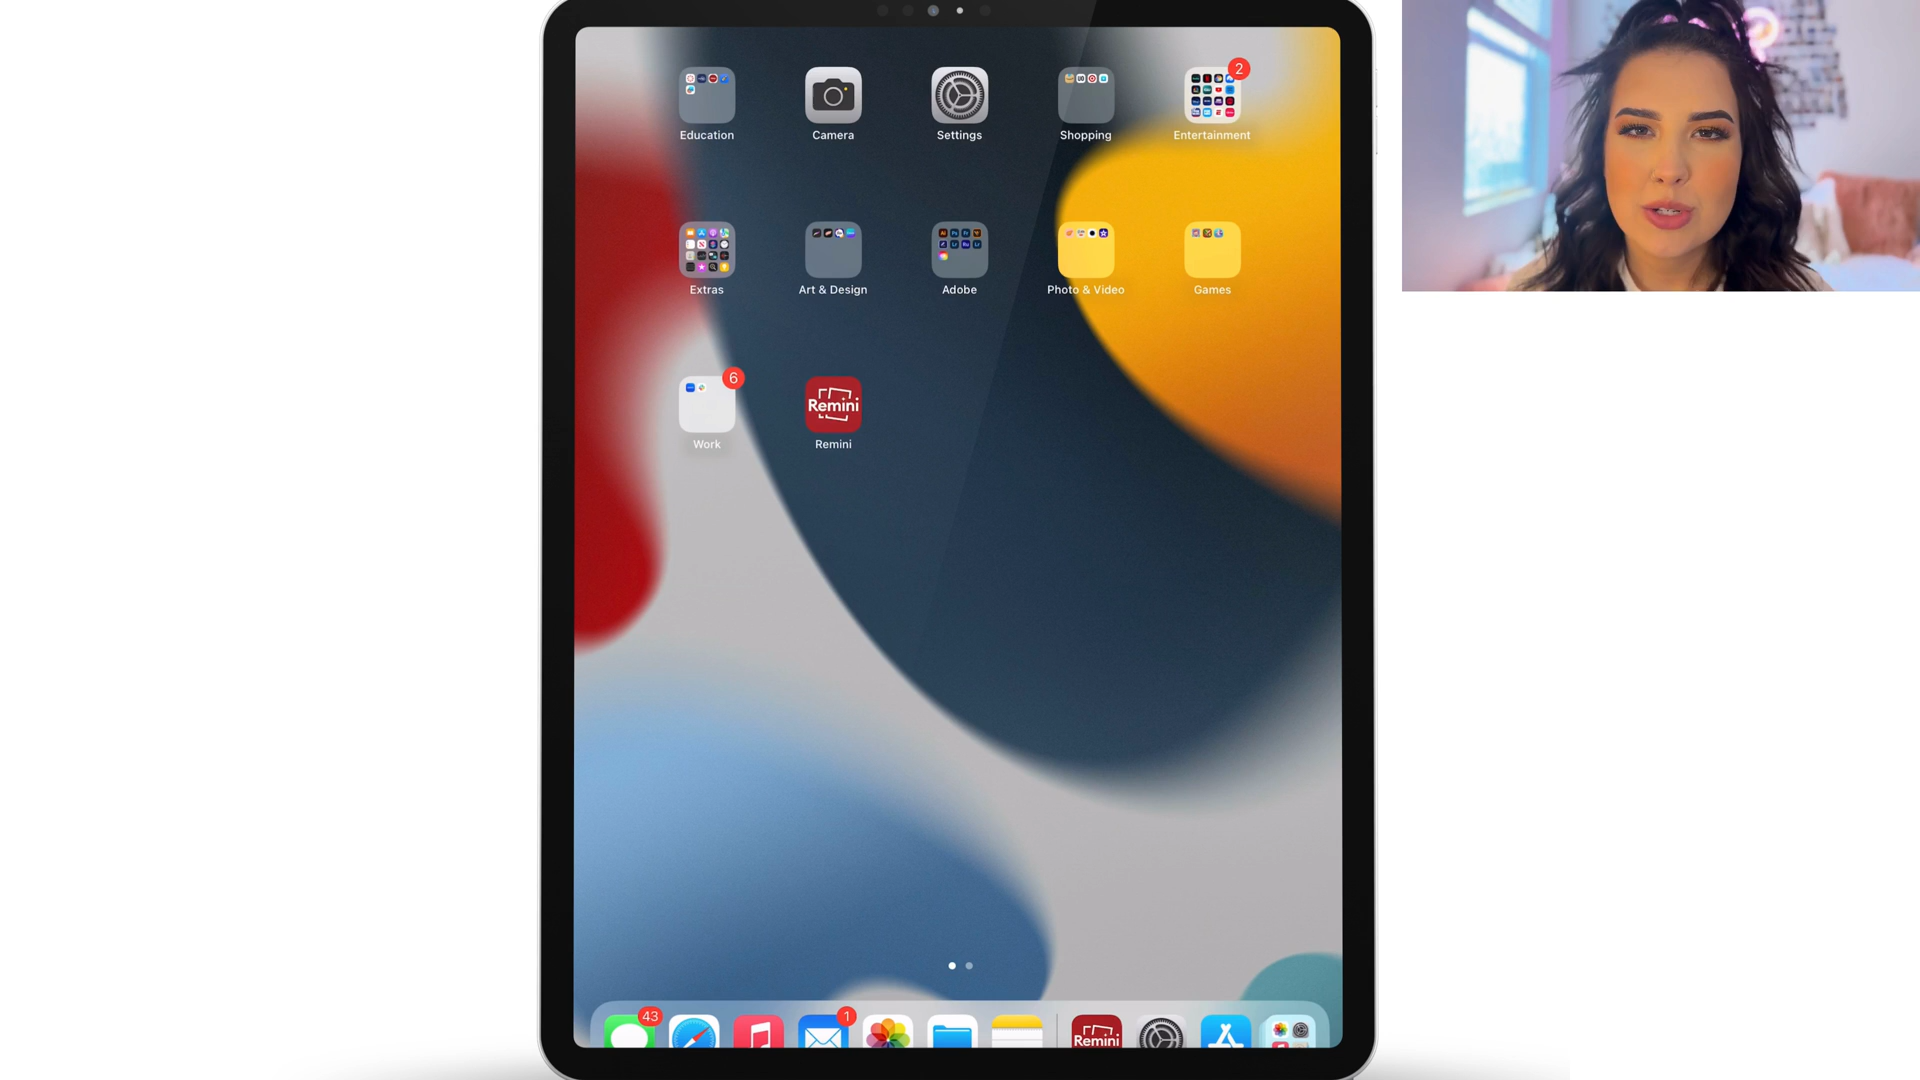 2
Education
Camera
Settings
Shopping
Entertainment
Extras
Art & Design
Adobe
Photo & Video
Games
6
Remini
Work
Remini
43
1
Remini